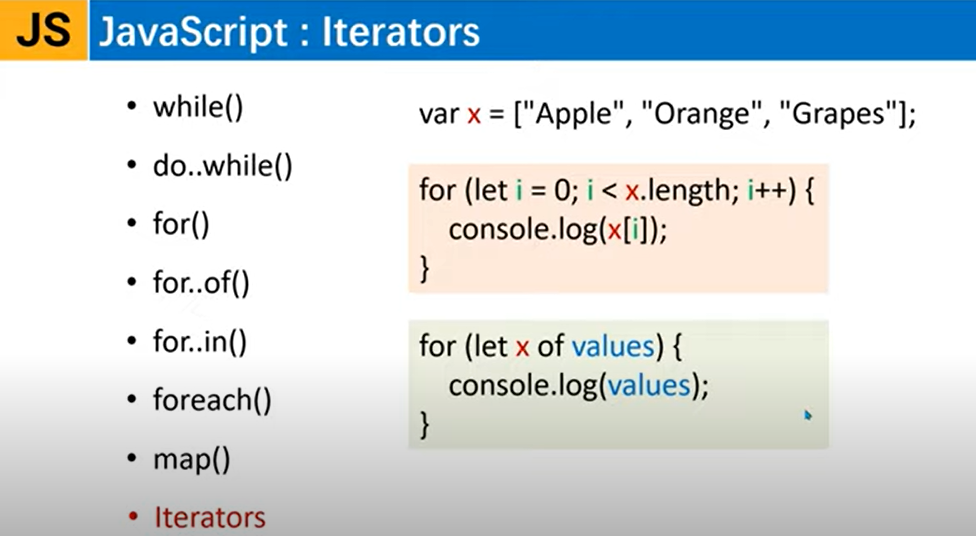 JS JavaScript : Iterators
• while()
• do..while()
• for()
• for..of()
• for..in()
• foreach()
• map()
• Iterators
var x = ["Apple", "Orange", "Grapes"];
for (let i = 0; i < x.length; i++) {
console.log(x[i]);
}
for (let x of values) {
console.log(values);
}